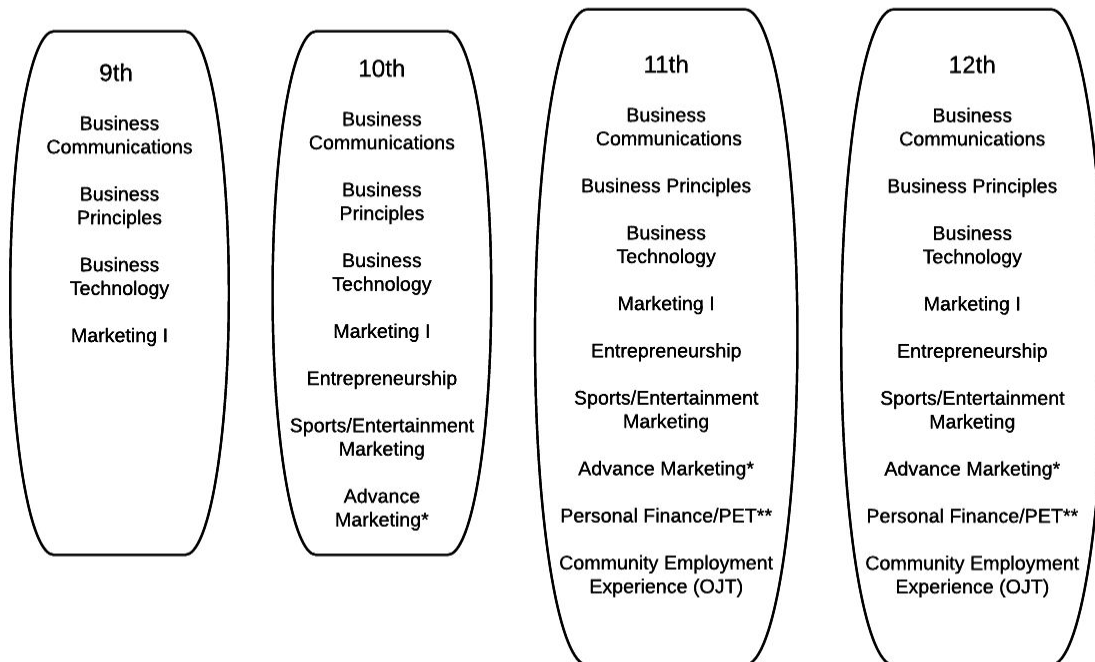 9th
Business
Communications
Business
Principles
Business
Technology
Marketing I
10th
Business
Communications
Business
Principles
Business
Technology
Marketing I
Entrepreneurship
Sports/Entertainment
Marketing
Advance
Marketing*
11th
Business
Communications
Business Principles
Business
Technology
Marketing I
Entrepreneurship
Sports/Entertainment
Marketing
Advance Marketing*
Personal Finance/PET**
Community Employment
Experience (OJT)
12th
Business
Communications
Business Principles
Business
Technology
Marketing I
Entrepreneurship
Sports/Entertainment
Marketing
Advance Marketing*
Personal Finance/PET**
Community Employment
Experience (OJT)